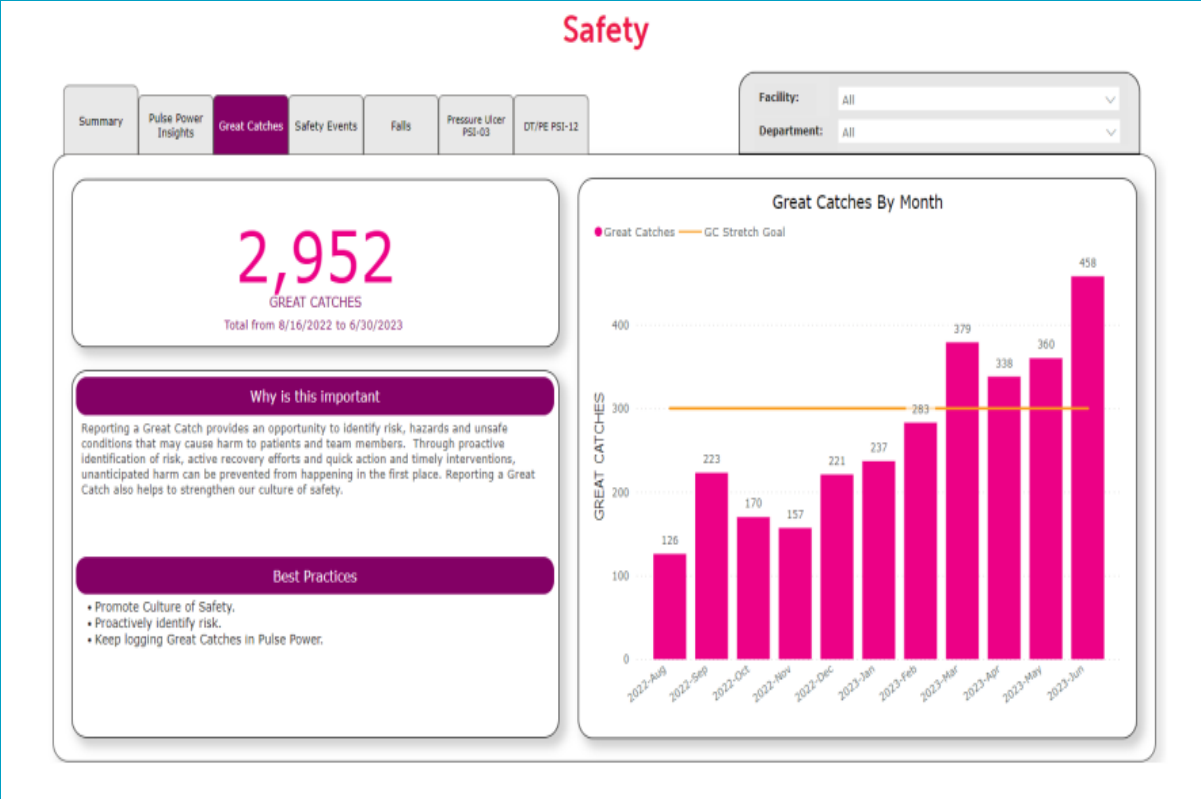 Safety
Summary
Pulse Power
Insights
Great Catches
Safety Events
Falls
Pressure Ulcer
PSI-03
DT/PE PSI-12
Facility:
All
Department:
All
2,952
GREAT CATCHES
Total from 8/16/2022 to 6/30/2023
Why is this important
Reporting a Great Catch provides an opportunity to identify risk, hazards and unsafe
conditions that may cause harm to patients and team members. Through proactive
identification of risk, active recovery efforts and quick action and timely interventions,
unanticipated harm can be prevented from happening in the first place. Reporting a Great
Catch also helps to strengthen our culture of safety.
Best Practices
• Promote Culture of Safety.
• Proactively identify risk.
• Keep logging Great Catches in Pulse Power.
Great Catches By Month
Great Catches
GC Stretch Goal
GREAT CATCHES
400
300
200
100
0
126
223
170
157
221
237
283
379
338
360
458
2022-Aug
2022-Sep
2022-Oct
2022-Nov
2022-Dec
2023-Jan
2023-Feb
2023-Mar
2023-Apr
2023-May
2023-Jun